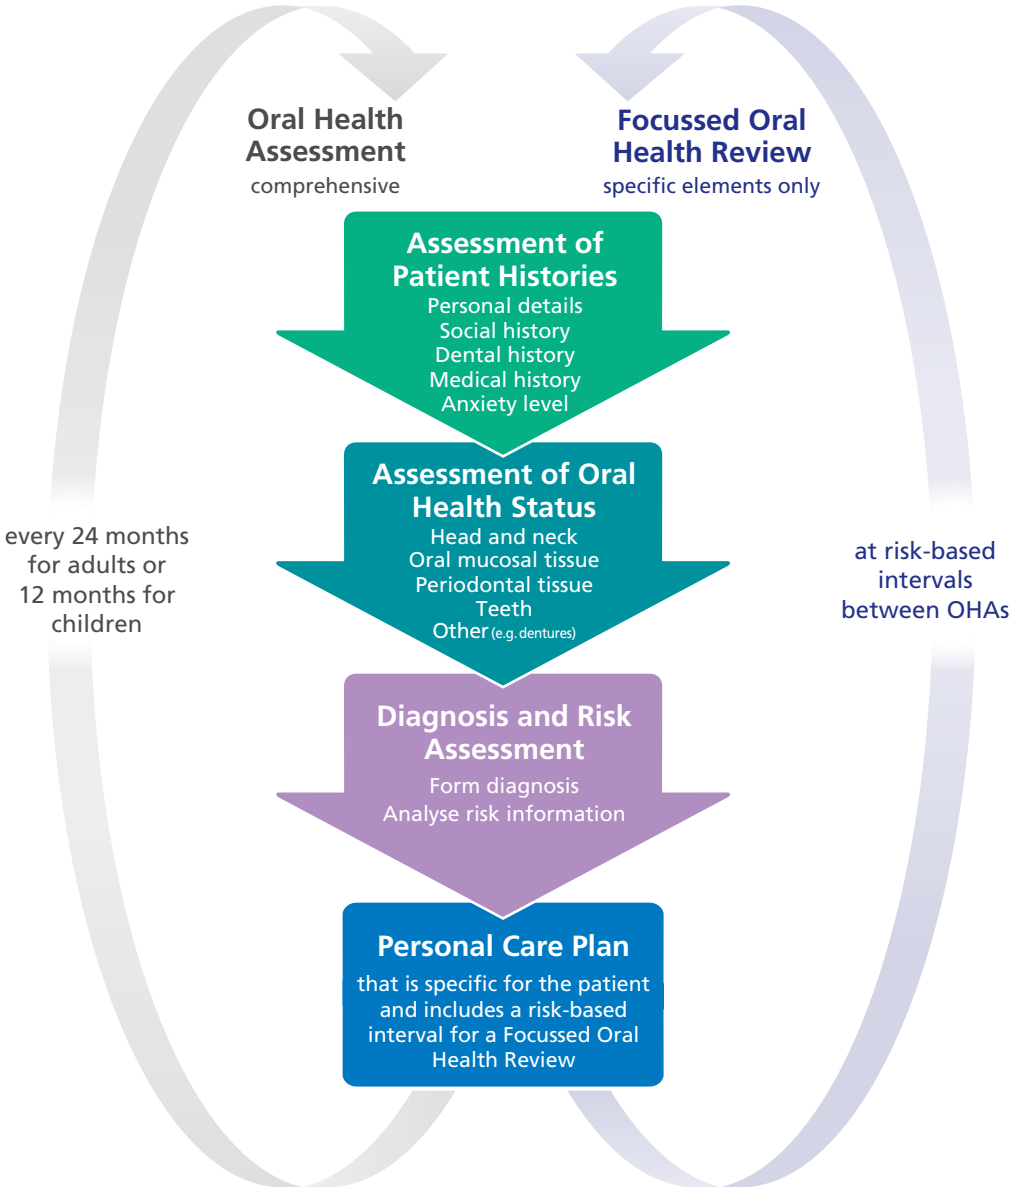 Oral Health
Assessment
comprehensive
Focussed Oral
Health Review
specific elements only
Assessment of
Patient Histories
Personal details
Social history
Dental history
Medical history
Anxiety level
Assessment of Oral
Health Status
Head and neck
Oral mucosal tissue
Periodontal tissue
Teeth
Other (e.g. dentures)
every 24 months
for adults or
12 months for
children
at risk-based
intervals
between OHAs
Diagnosis and Risk
Assessment
Form diagnosis
Analyse risk information
Personal Care Plan
that is specific for the patient
and includes a risk-based
interval for a Focussed Oral
Health Review